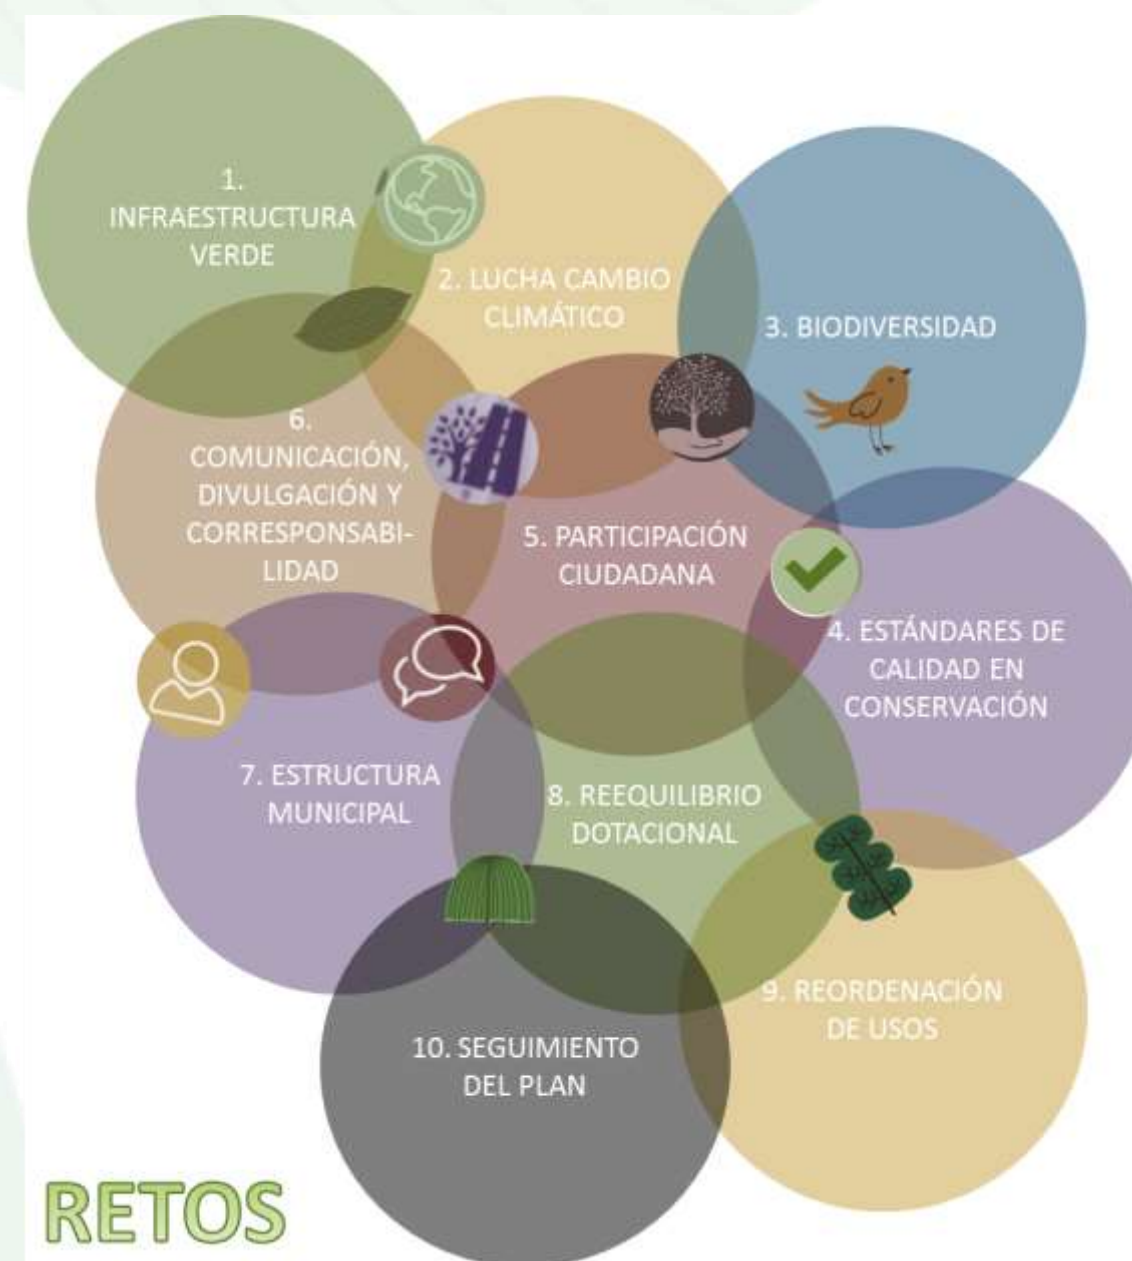 1.
INFRAESTRUCTURA
VERDE
2. LUCHA CAMBIO
CLIMÁTICO
3. BIODIVERSIDAD
6.
COMUNICACIÓN,
DIVULGACIÓN Y
CORRESPONSABI-
LIDAD
5. PARTICIPACIÓN
CIUDADANA
4. ESTÁNDARES DE
CALIDAD EN
CONSERVACIÓN
7. ESTRUCTURA
MUNICIPAL
8. REEQUILIBRIO
DOTACIONAL
9. REORDENACIÓN
DE USOS
10. SEGUIMIENTO
DEL PLAN
RETOS